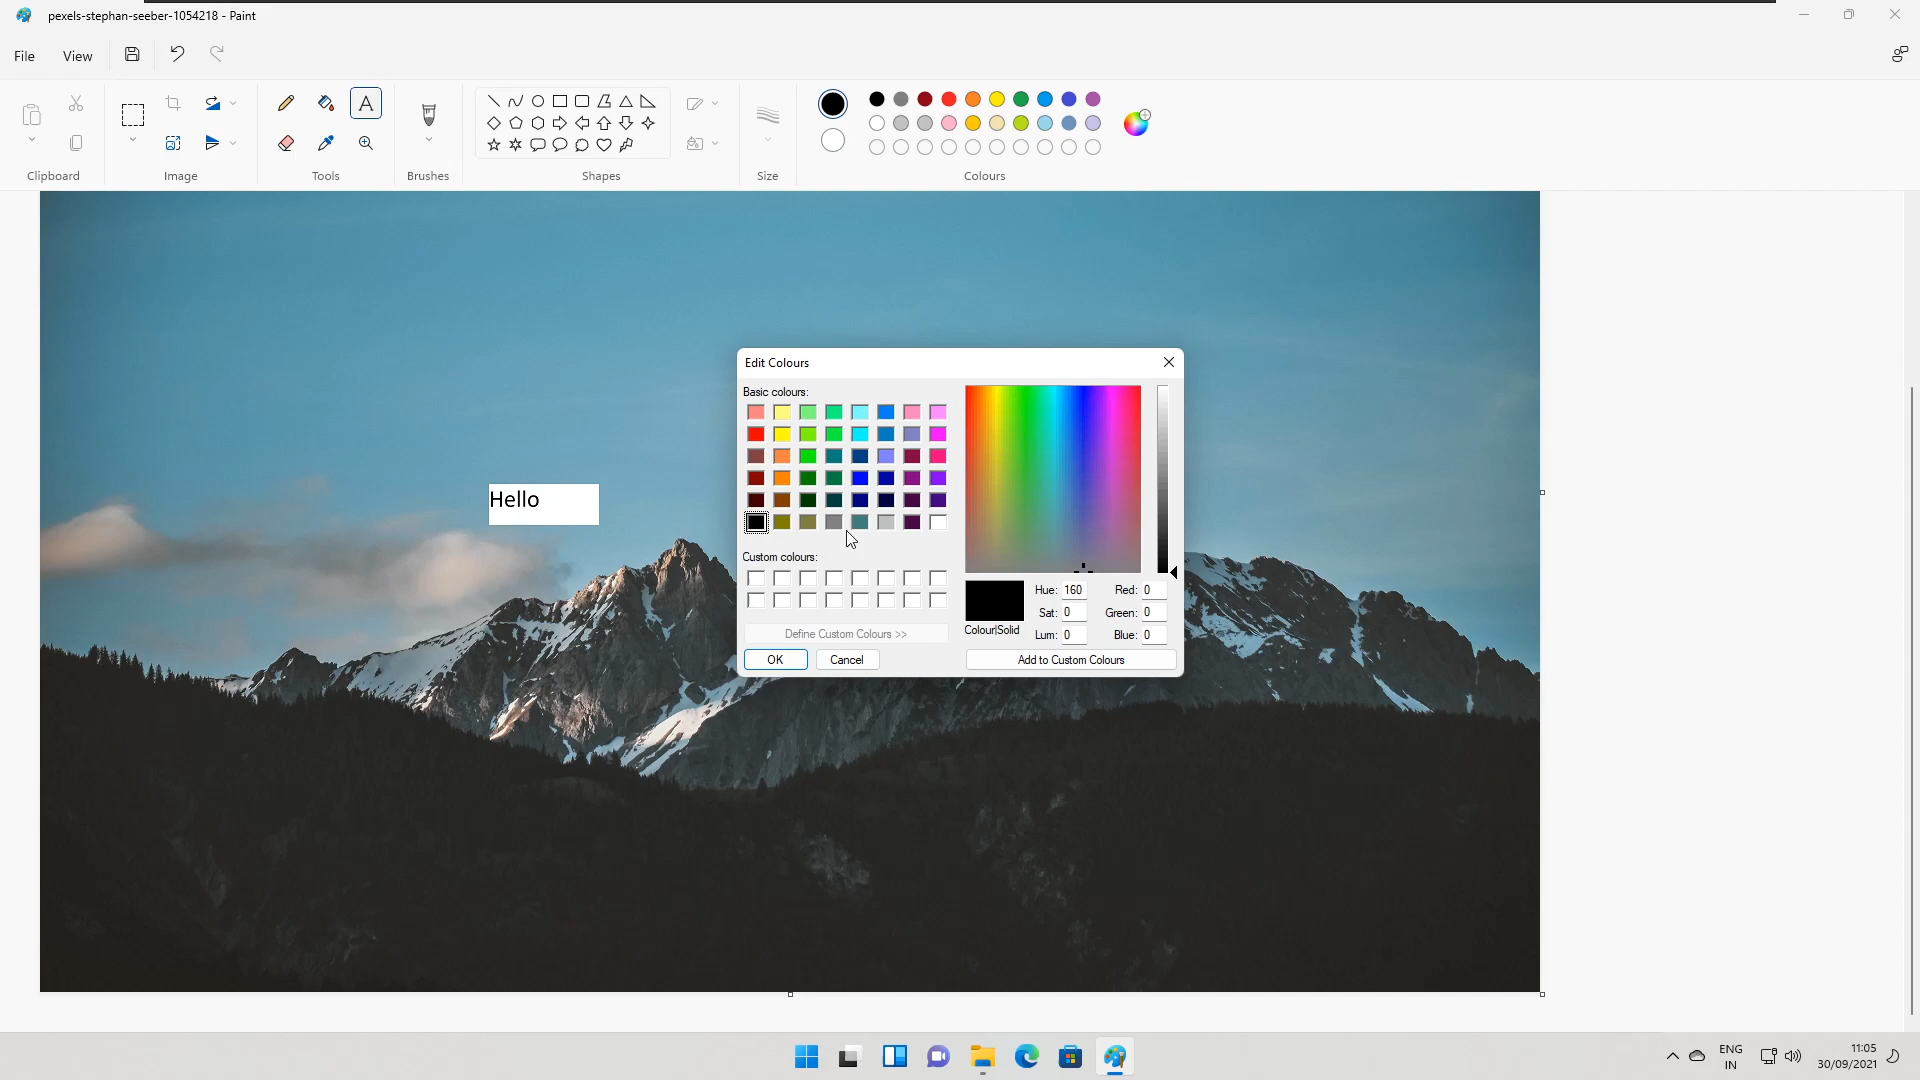 pexels-stephan-seeber-1054218 - Paint
File View
Clipboard
Image
Tools
Brushes
Shapes
Size
Colours
Hello
Edit Colours
Basic colours:
Custom colours:
Define Custom Colours >>
OK Cancel
Colour|Solid
Hue: 160 Red: 0
Sat: 0 Green: 0
Lum: 0 Blue: 0
Add to Custom Colours
ENG
IN
11:05
30/09/2021